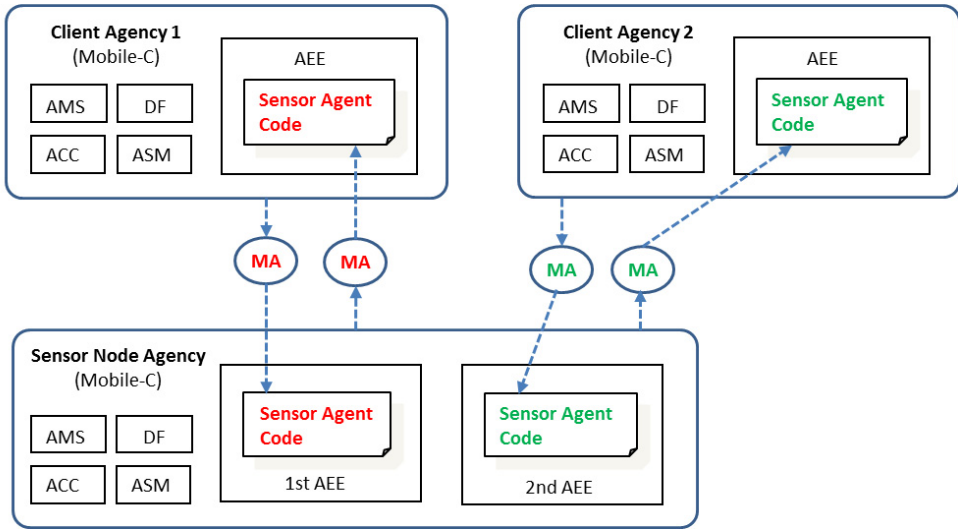 Client Agency 1
(Mobile-C)
AMS
DF
ACC
ASM
AEE
Sensor Agent
Code
Client Agency 2
(Mobile-C)
AMS
DF
ACC
ASM
AEE
Sensor Agent
Code
MA
MA
MA
MA
Sensor Node Agency
(Mobile-C)
AMS
DF
ACC
ASM
Sensor Agent
Code
1st AEE
Sensor Agent
Code
2nd AEE